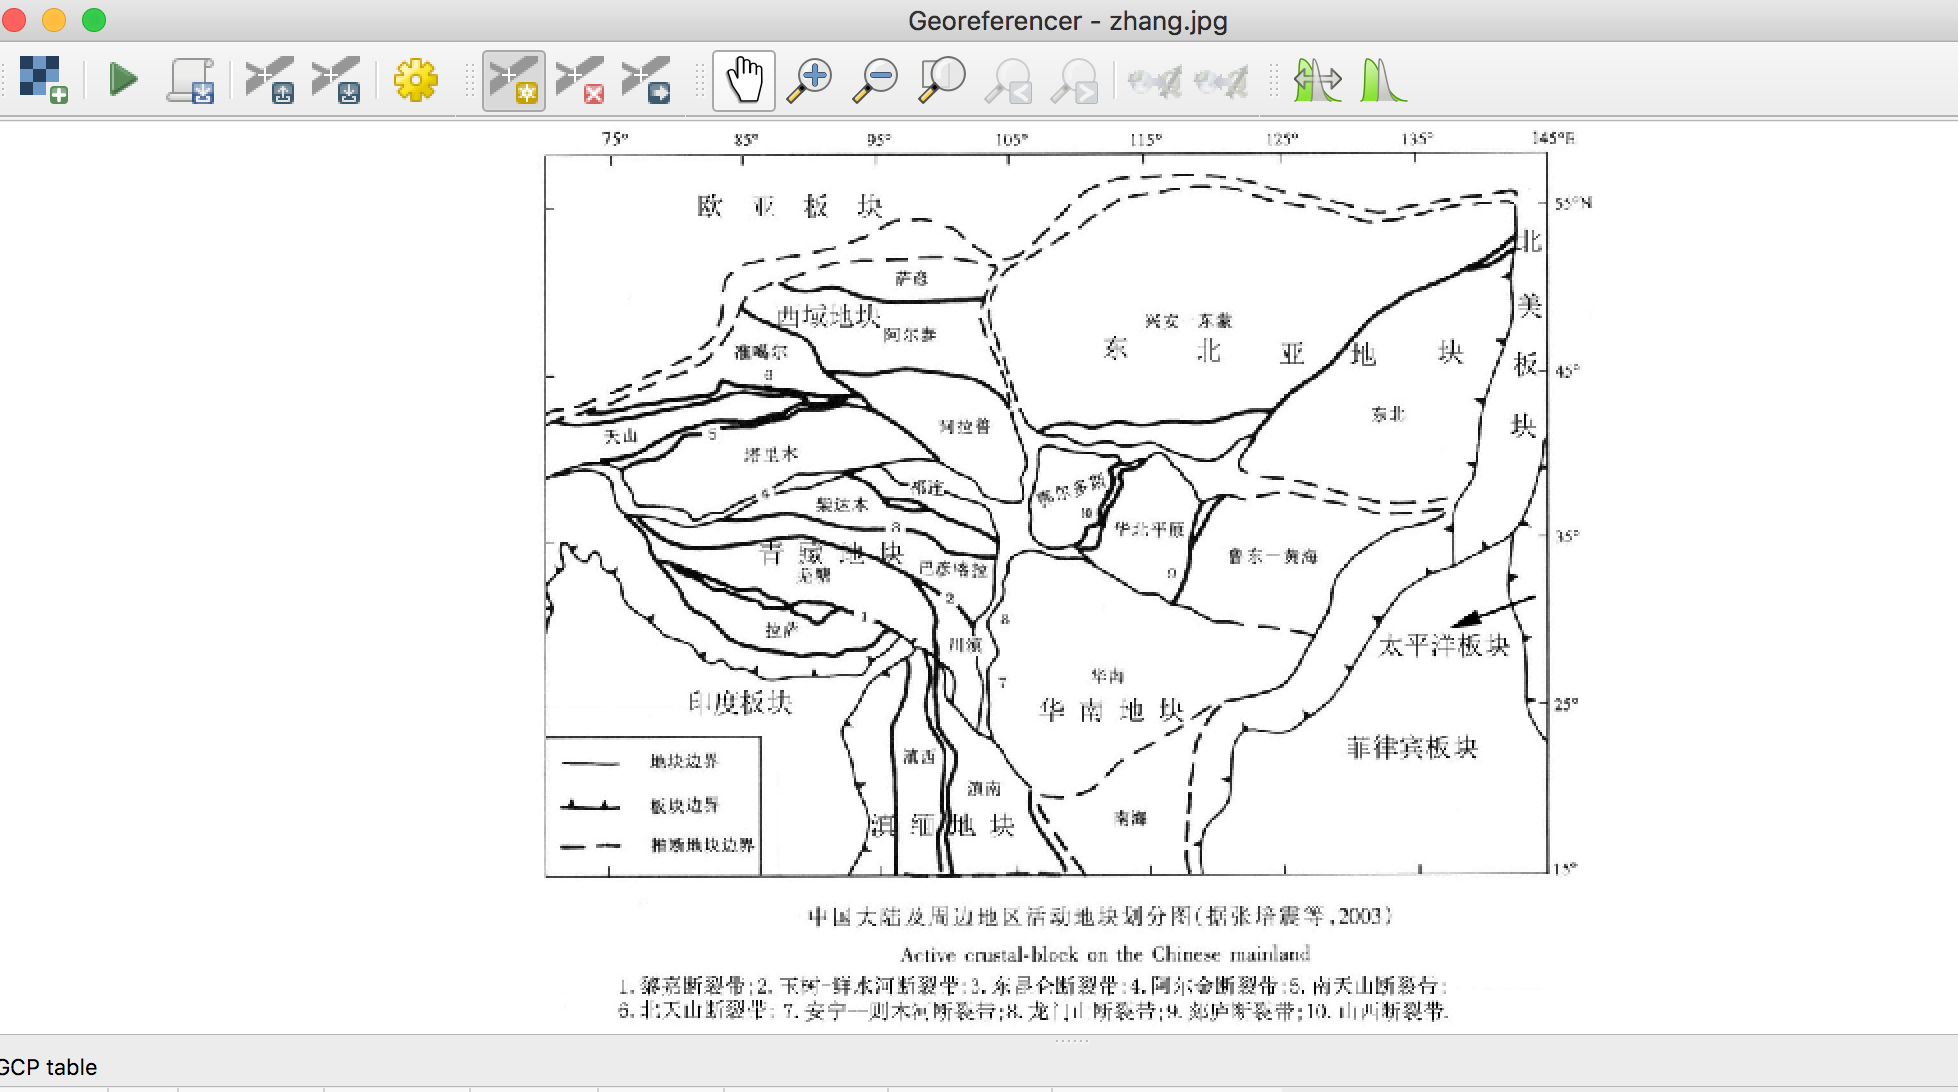 Georeferencer - zhang.jpg
75° 85° 95° 105° 115° 125° 135° 145°E
55°N
欧亚板块
北美板块
萨彦
西域地块
阿尔泰
兴安—东蒙
东北亚地块
准噶尔
6
45°
东北
阿拉善
天山
5
塔里木
4
祁连
鄂尔多斯
柴达木
10
3
华北平原
35°
青藏地块
鲁东—黄海
羌塘
巴彦喀拉
9
2
1
8
拉萨
川滇
太平洋板块
华南
7
印度板块
华南地块
25°
菲律宾板块
地块边界
滇西
滇南
板块边界
南海
滇缅地块
推断地块边界
15°
中国大陆及周边地区活动地块划分图(据张培震等,2003)
Active crustal-block on the Chinese mainland
1.黎嘉断裂带;2.玉树-鲜水河断裂带;3.东昆仑断裂带;4.阿尔金断裂带;5.南天山断裂带;
6.北天山断裂带;7.安宁—则木河断裂带;8.龙门山断裂带;9.郯庐断裂带;10.山西断裂带.
GCP table